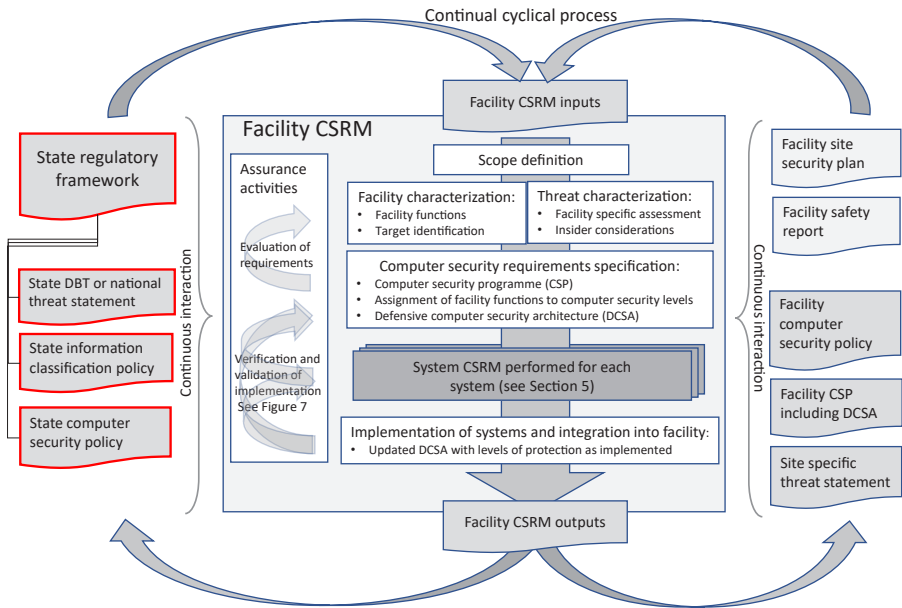 Continual cyclical process
Facility CSRM inputs
State regulatory
framework
State DBT or national
threat statement
State information
classification policy
State computer
security policy
Continuous interaction
Facility CSRM
Assurance
activities
Evaluation of
requirements
Verification and
validation of
implementation
See Figure 7
Scope definition
Facility characterization:
• Facility functions
• Target identification
Threat characterization:
• Facility specific assessment
• Insider considerations
Computer security requirements specification:
• Computer security programme (CSP)
• Assignment of facility functions to computer security levels
• Defensive computer security architecture (DCSA)
System CSRM performed for each
system (see Section 5)
Implementation of systems and integration into facility:
• Updated DCSA with levels of protection as implemented
Facility CSRM outputs
Continuous interaction
Facility site
security plan
Facility safety
report
Facility
computer
security policy
Facility CSP
including DCSA
Site specific
threat statement